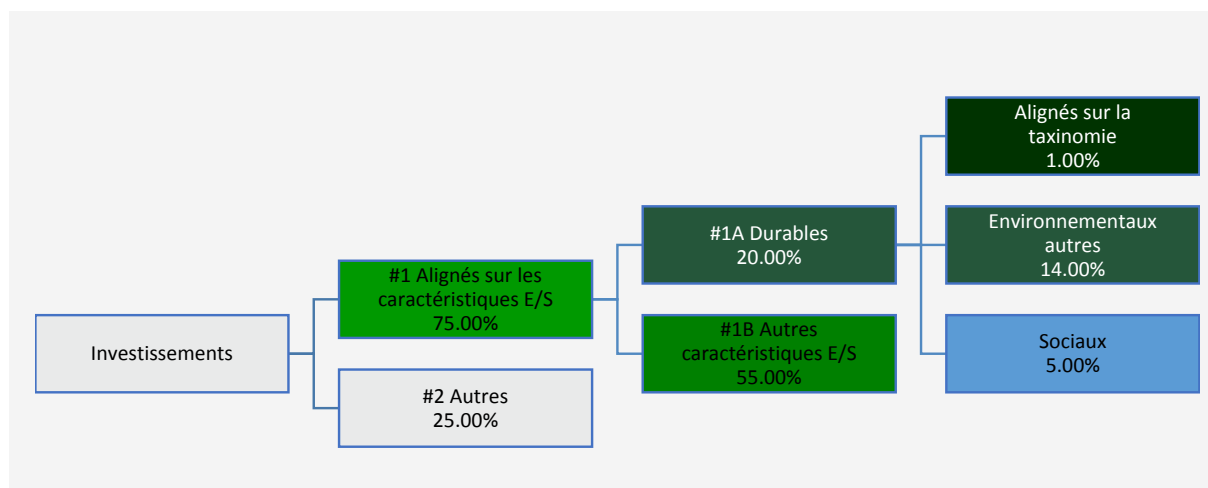 Investissements
#1 Alignés sur les
caractéristiques E/S
75.00%
#2 Autres
25.00%
#1A Durables
20.00%
#1B Autres
caractéristiques E/S
55.00%
Alignés sur la
taxinomie
1.00%
Environnementaux
autres
14.00%
Sociaux
5.00%